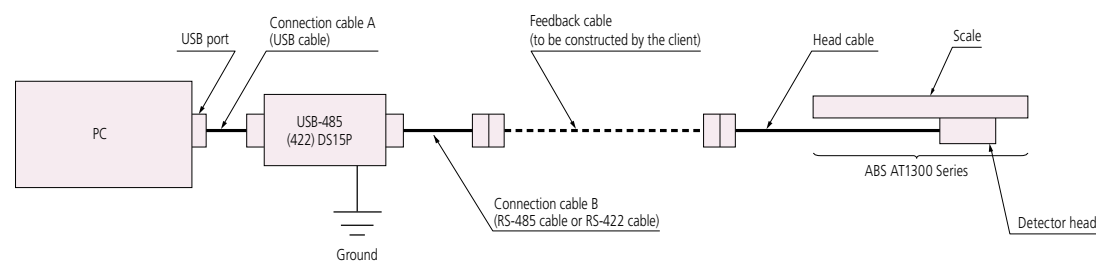 Connection cable A
(USB cable)
USB port
Feedback cable
(to be constructed by the client)
Head cable
Scale
PC
USB-485
(422) DS15P
ABS AT1300 Series
Connection cable B
(RS-485 cable or RS-422 cable)
Detector head
Ground